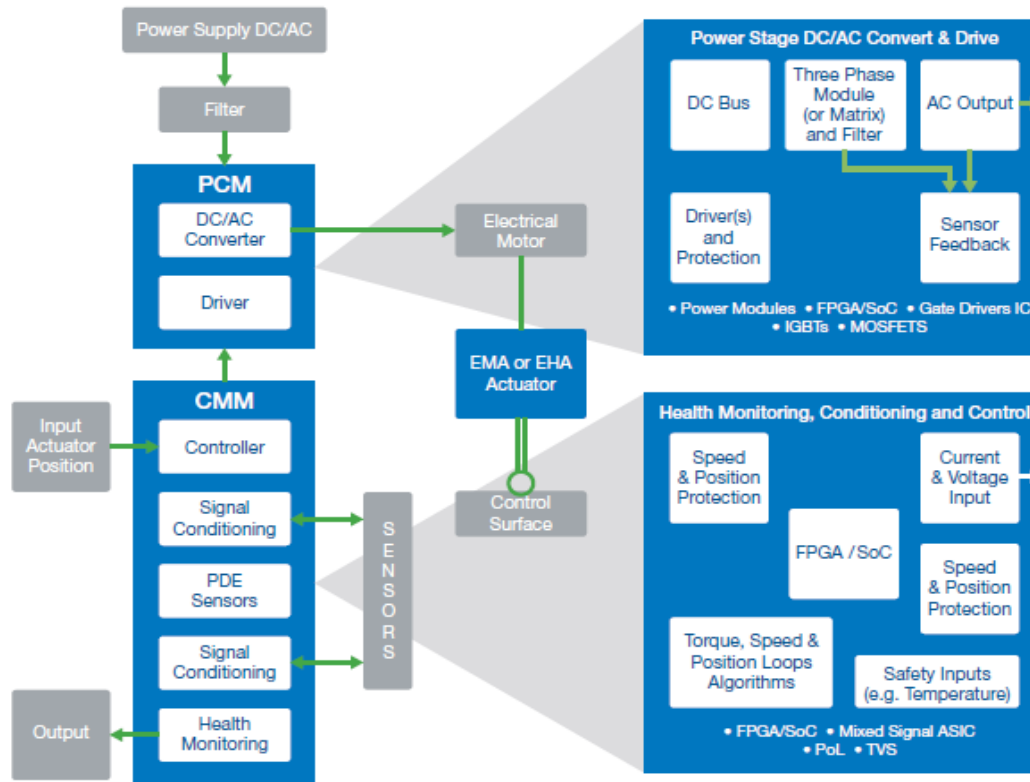 Power Supply DC/AC
Filter
PCM
DC/AC
Converter
Driver
CMM
Input
Actuator
Position
Controller
Signal
Conditioning
PDE
Sensors
Signal
Conditioning
Health
Monitoring
Output
SENSORS
Electrical
Motor
EMA or EHA
Actuator
Control
Surface
Power Stage DC/AC Convert & Drive
DC Bus
Three Phase
Module
(or Matrix)
and Filter
AC Output
Driver(s)
and
Protection
Sensor
Feedback
• Power Modules • FPGA/SoC • Gate Drivers IC
• IGBTs • MOSFETS
Health Monitoring, Conditioning and Control
Speed
& Position
Protection
Current
& Voltage
Input
FPGA / SoC
Speed
& Position
Protection
Torque, Speed &
Position Loops
Algorithms
Safety Inputs
(e.g. Temperature)
• FPGA/SoC • Mixed Signal ASIC
• PoL • TVS